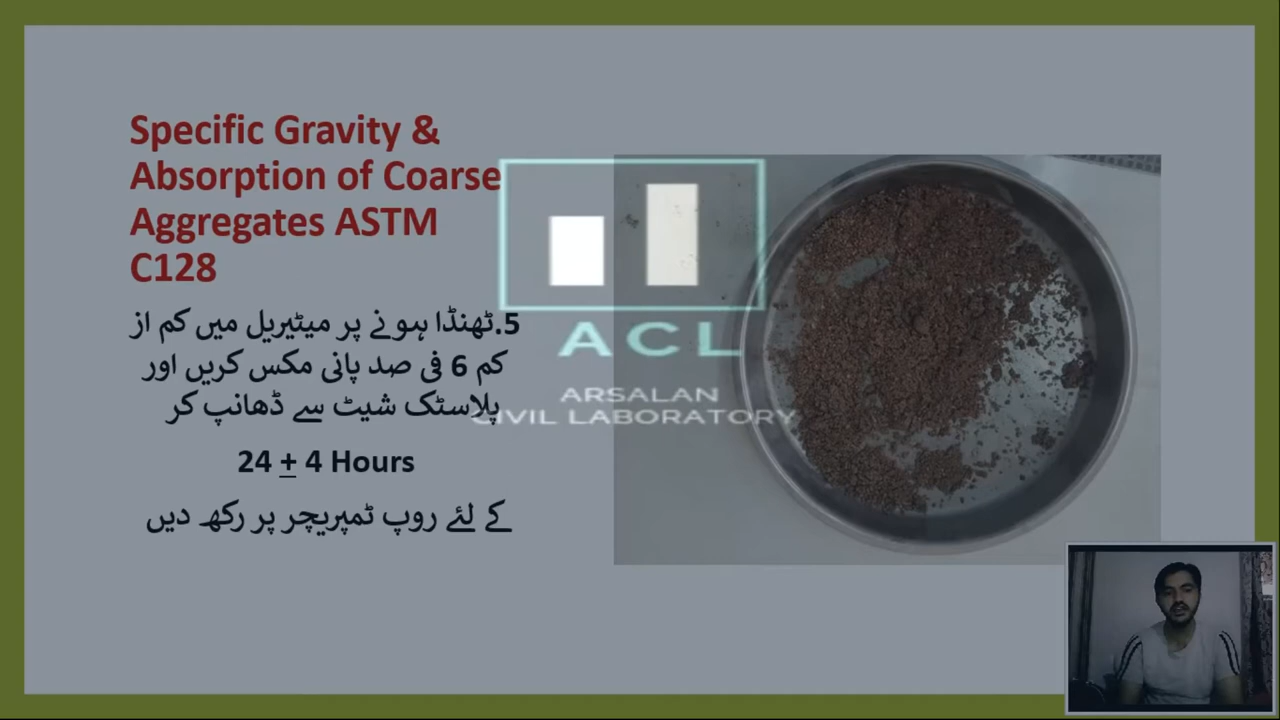 Specific Gravity &
Absorption of Coarse
Aggregates ASTM
C128
5.ٹھنڈا ہونے پر میٹیریل میں کم از
کم 6 فی صد پانی مکس کریں اور
پلاسٹک شیٹ سے ڈھانپ کر
24 ± 4 Hours
کے لئے روپ ٹمپریچر پر رکھ دیں
ACL
ARSALAN
CIVIL LABORATORY